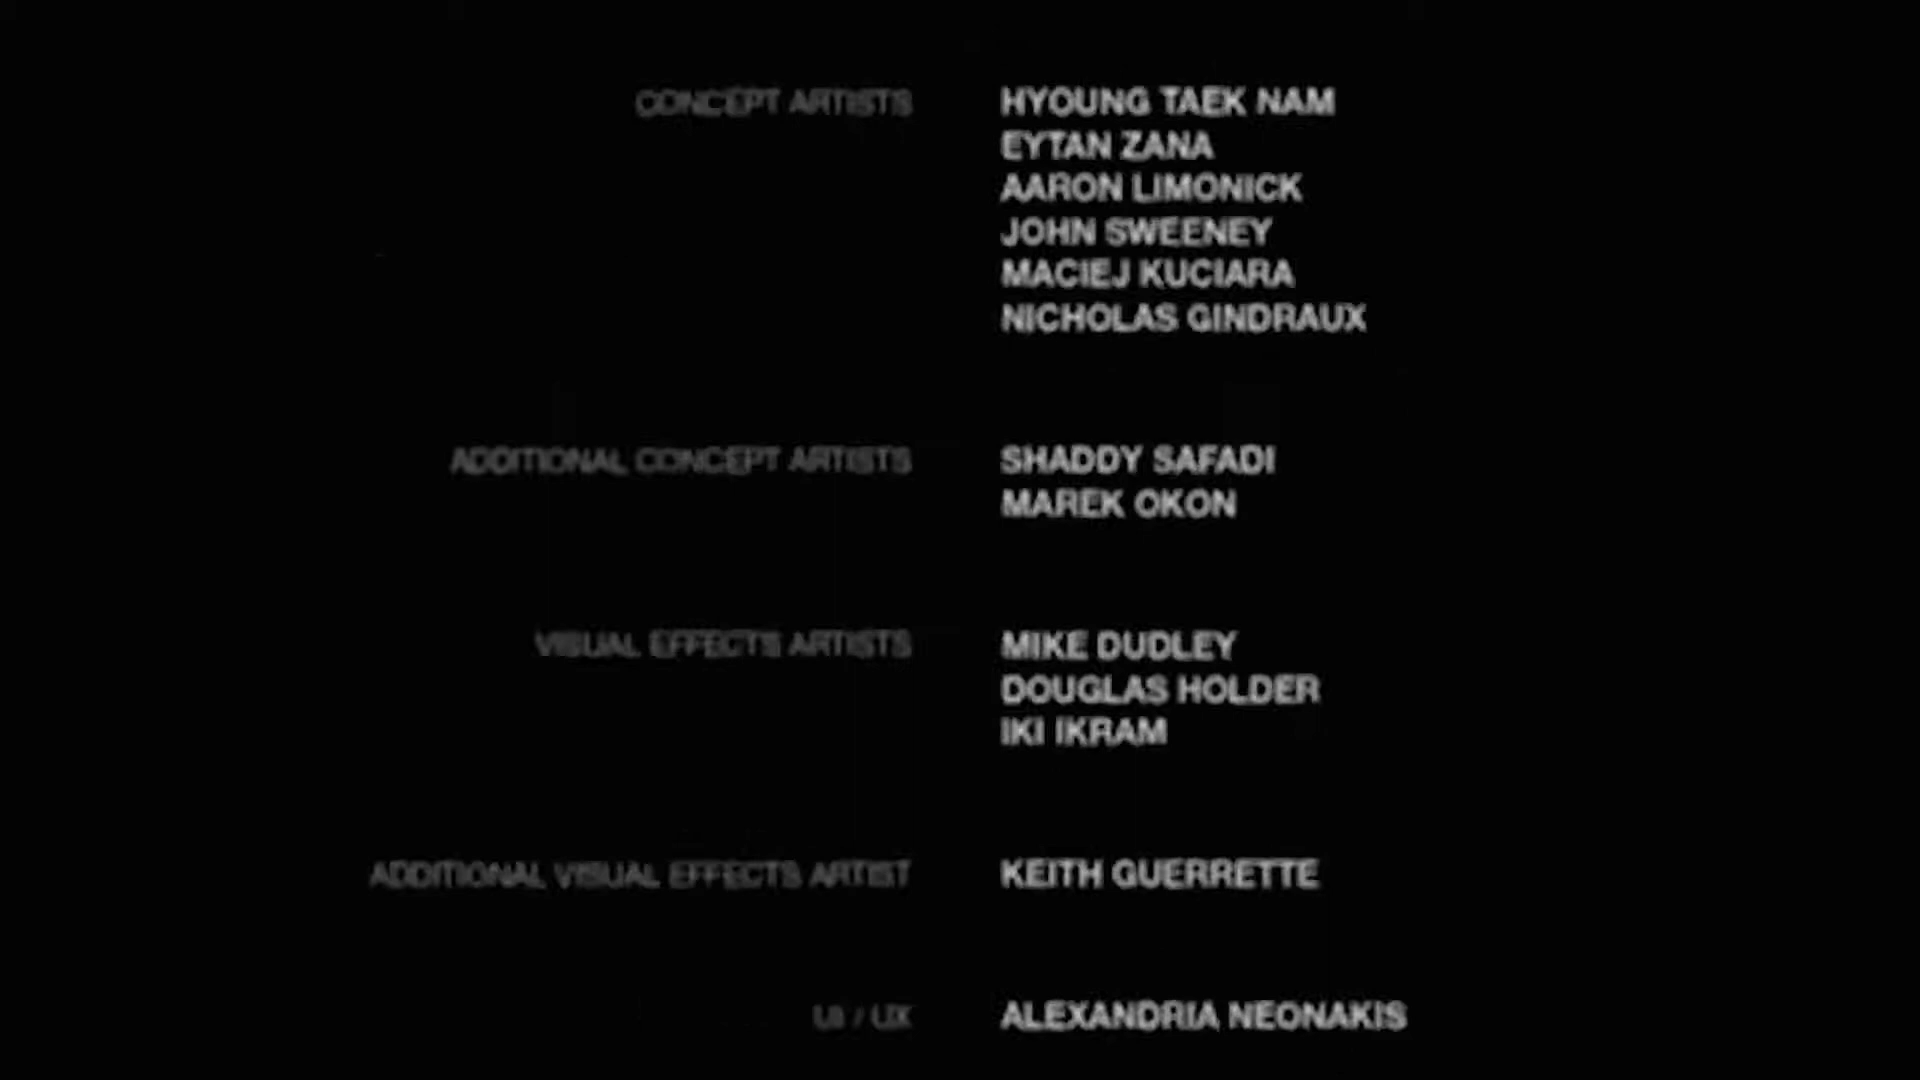 CONCEPT ARTISTS HYOUNG TAEK NAM
EYTAN ZANA
AARON LIMONICK
JOHN SWEENEY
MACIEJ KUCIARA
NICHOLAS GINDRAUX
ADDITIONAL CONCEPT ARTISTS SHADDY SAFADI
MAREK OKON
VISUAL EFFECTS ARTISTS MIKE DUDLEY
DOUGLAS HOLDER
IKI IKRAM
ADDITIONAL VISUAL EFFECTS ARTIST KEITH GUERRETTE
UI / UX ALEXANDRIA NEONAKIS